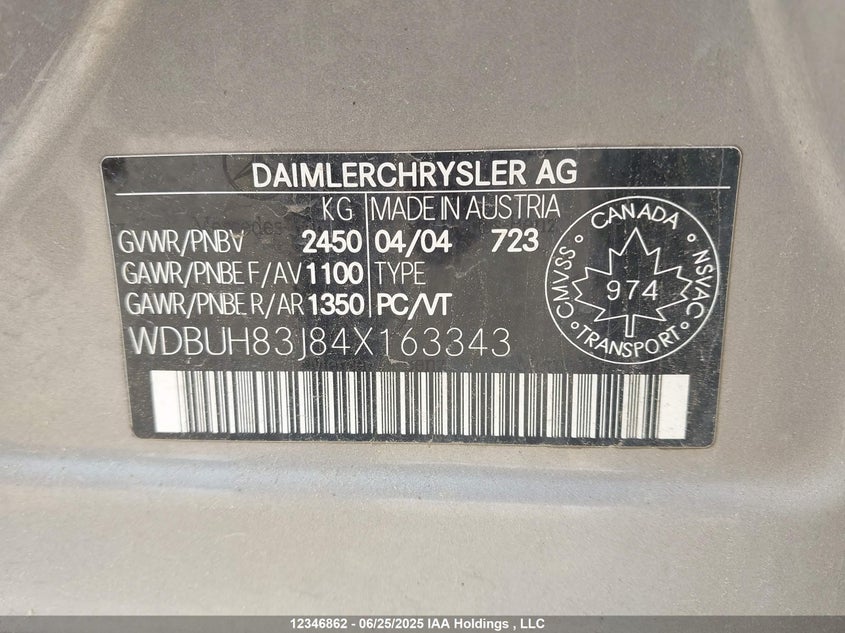 DAIMLERCHRYSLER AG
KG MADE IN AUSTRIA
GVWR/PNBV 2450 04/04 723
GAWR/PNBE F/AV 1100 TYPE
GAWR/PNBE R/AR 1350 PC/VT
WDBUH83J84X163343
CANADA
CMVSS 974 NSVAC
TRANSPORT
12346862 - 06/25/2025 IAA Holdings , LLC